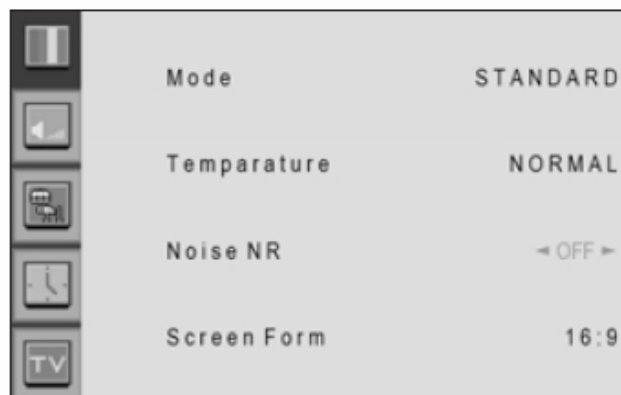 Mode STANDARD
Temparature NORMAL
Noise NR ◄ OFF ►
Screen Form 16:9
TV